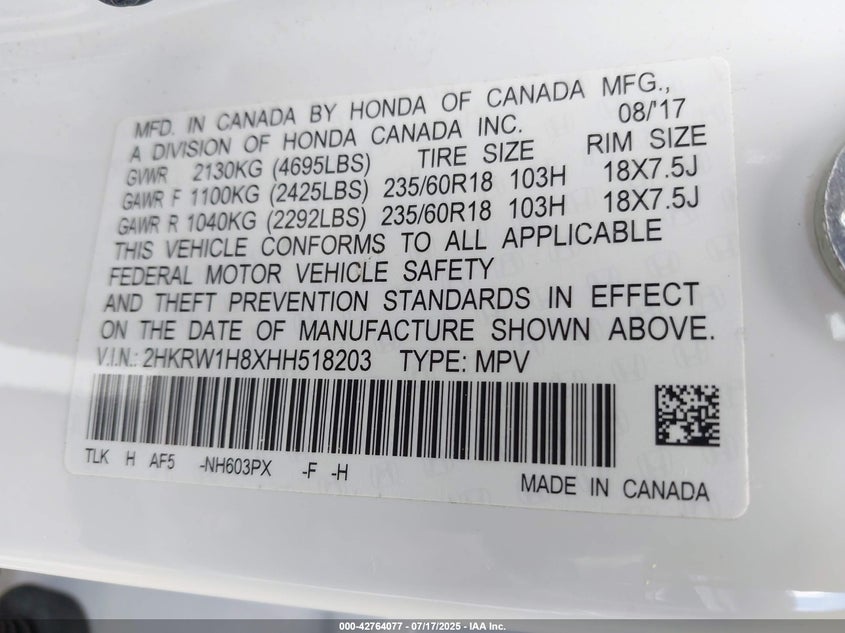 MFD. IN CANADA BY HONDA OF CANADA MFG.,
A DIVISION OF HONDA CANADA INC. 08/'17
GVWR 2130KG (4695LBS) TIRE SIZE RIM SIZE
GAWR F 1100KG (2425LBS) 235/60R18 103H 18X7.5J
GAWR R 1040KG (2292LBS) 235/60R18 103H 18X7.5J
THIS VEHICLE CONFORMS TO ALL APPLICABLE
FEDERAL MOTOR VEHICLE SAFETY
AND THEFT PREVENTION STANDARDS IN EFFECT
ON THE DATE OF MANUFACTURE SHOWN ABOVE.
V.I.N.: 2HKRW1H8XHH518203 TYPE: MPV
TLK H AF5 -NH603PX -F -H
MADE IN CANADA
000-42764077 - 07/17/2025 - IAA Inc.